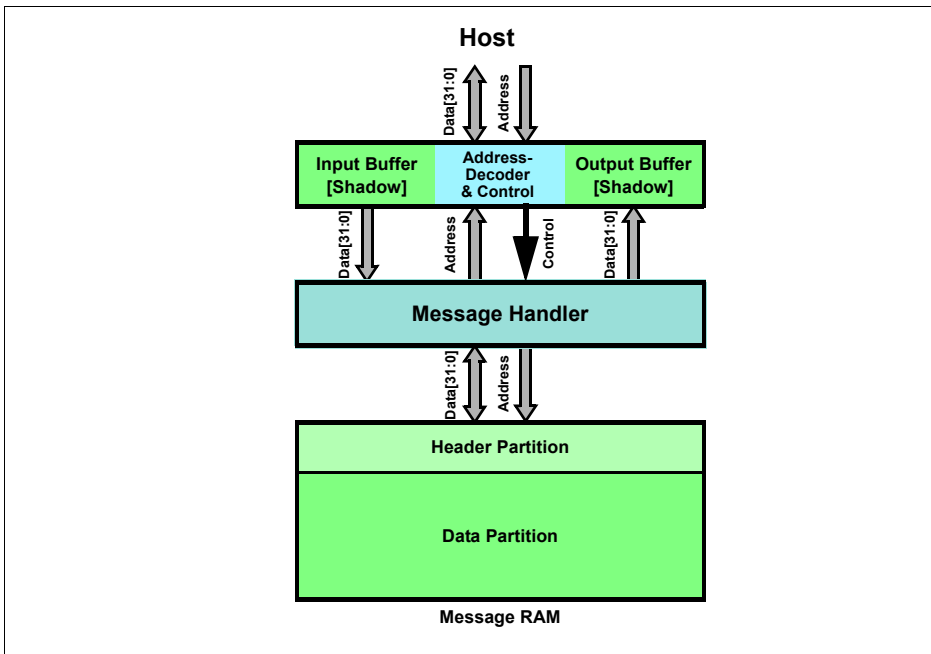 Host
Data[31:0]
Address
Input Buffer
[Shadow]
Address-
Decoder
& Control
Output Buffer
[Shadow]
Data[31:0]
Address
Control
Data[31:0]
Message Handler
Data[31:0]
Address
Header Partition
Data Partition
Message RAM